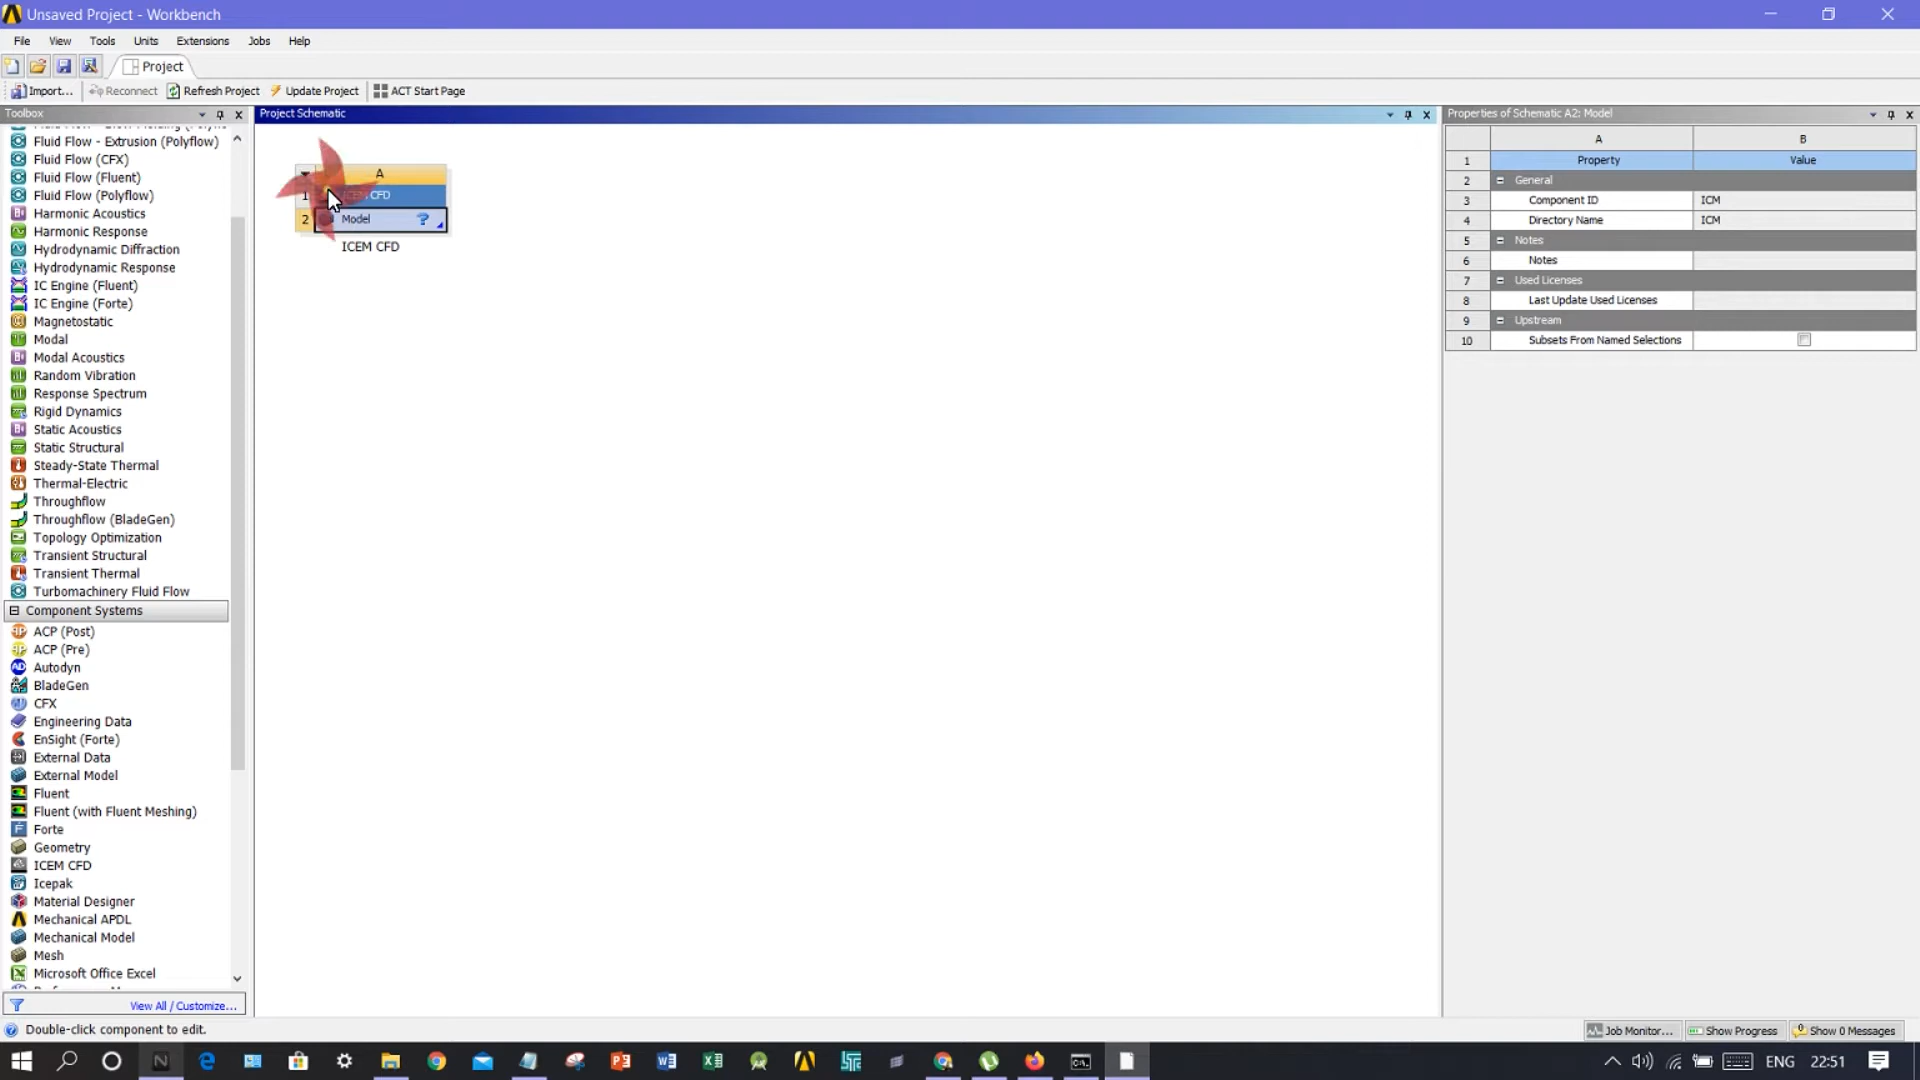 Unsaved Project - Workbench
File View Tools Units Extensions Jobs Help
Project
Import... Reconnect Refresh Project Update Project ACT Start Page
Toolbox
Fluid Flow - Extrusion (Polyflow)
Fluid Flow (CFX)
Fluid Flow (Fluent)
Fluid Flow (Polyflow)
Harmonic Acoustics
Harmonic Response
Hydrodynamic Diffraction
Hydrodynamic Response
IC Engine (Fluent)
IC Engine (Forte)
Magnetostatic
Modal
Modal Acoustics
Random Vibration
Response Spectrum
Rigid Dynamics
Static Acoustics
Static Structural
Steady-State Thermal
Thermal-Electric
Throughflow
Throughflow (BladeGen)
Topology Optimization
Transient Structural
Transient Thermal
Turbomachinery Fluid Flow
Component Systems
ACP (Post)
ACP (Pre)
Autodyn
BladeGen
CFX
Engineering Data
EnSight (Forte)
External Data
External Model
Fluent
Fluent (with Fluent Meshing)
Forte
Geometry
ICEM CFD
Icepak
Material Designer
Mechanical APDL
Mechanical Model
Mesh
Microsoft Office Excel
View All / Customize...
Project Schematic
A
1 CFD
2 Model ?
ICEM CFD
Properties of Schematic A2: Model
A B
1 Property Value
2 General
3 Component ID ICM
4 Directory Name ICM
5 Notes
6 Notes
7 Used Licenses
8 Last Update Used Licenses
9 Upstream
10 Subsets From Named Selections
Double-click component to edit.
Job Monitor... Show Progress Show 0 Messages
ENG 22:51